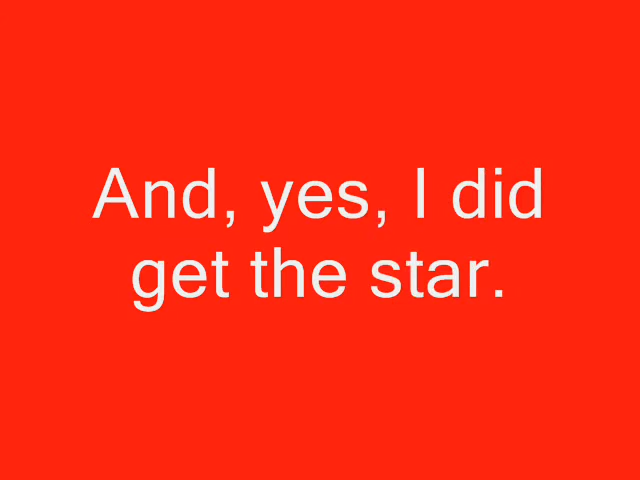 And, yes, I did
get the star.